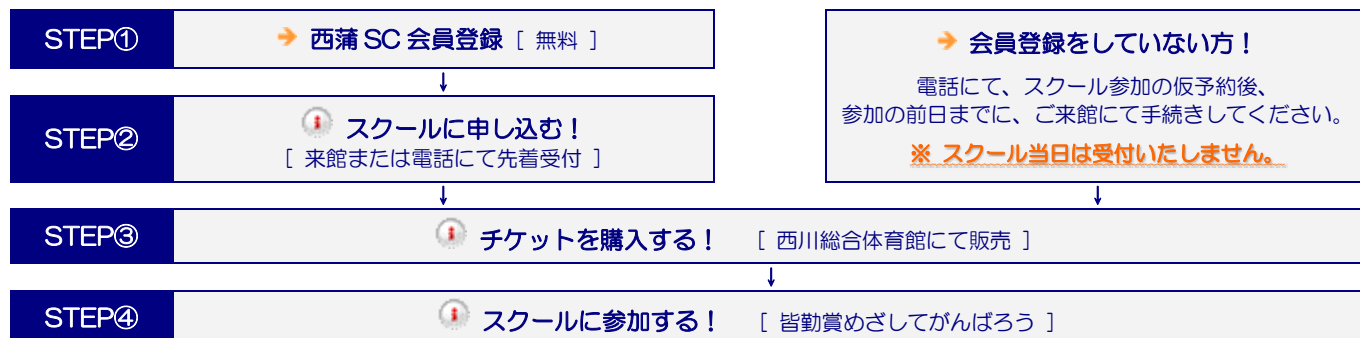 STEP①
西蒲 SC 会員登録 [ 無料 ]
↓
STEP②
スクールに申し込む！
[ 来館または電話にて先着受付 ]
会員登録をしていない方！
電話にて、スクール参加の仮予約後、
参加の前日までに、ご来館にて手続きしてください。
※ スクール当日は受付いたしません。
↓
↓
STEP③
チケットを購入する！ [ 西川総合体育館にて販売 ]
↓
STEP④
スクールに参加する！ [ 皆勤賞めざしてがんばろう ]